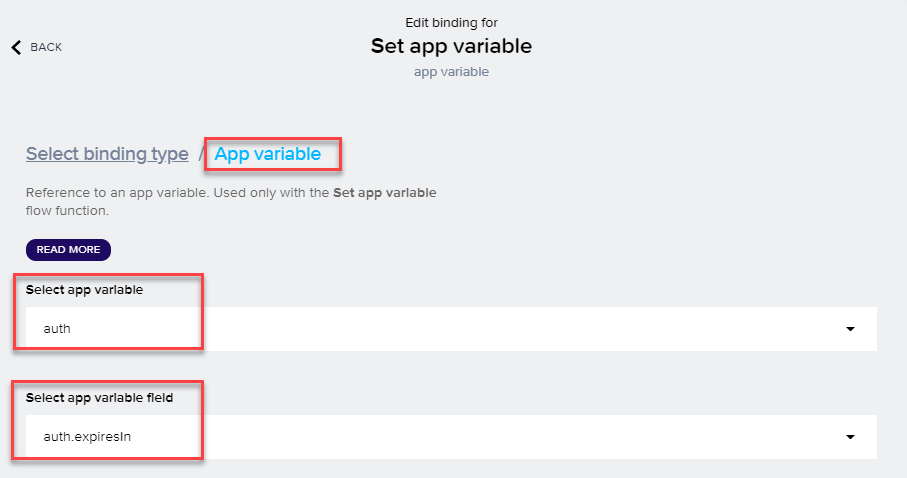 Edit binding for
BACK
Set app variable
app variable
Select binding type / App variable
Reference to an app variable. Used only with the Set app variable
flow function.
READ MORE
Select app variable
auth
Select app variable field
auth.expiresIn